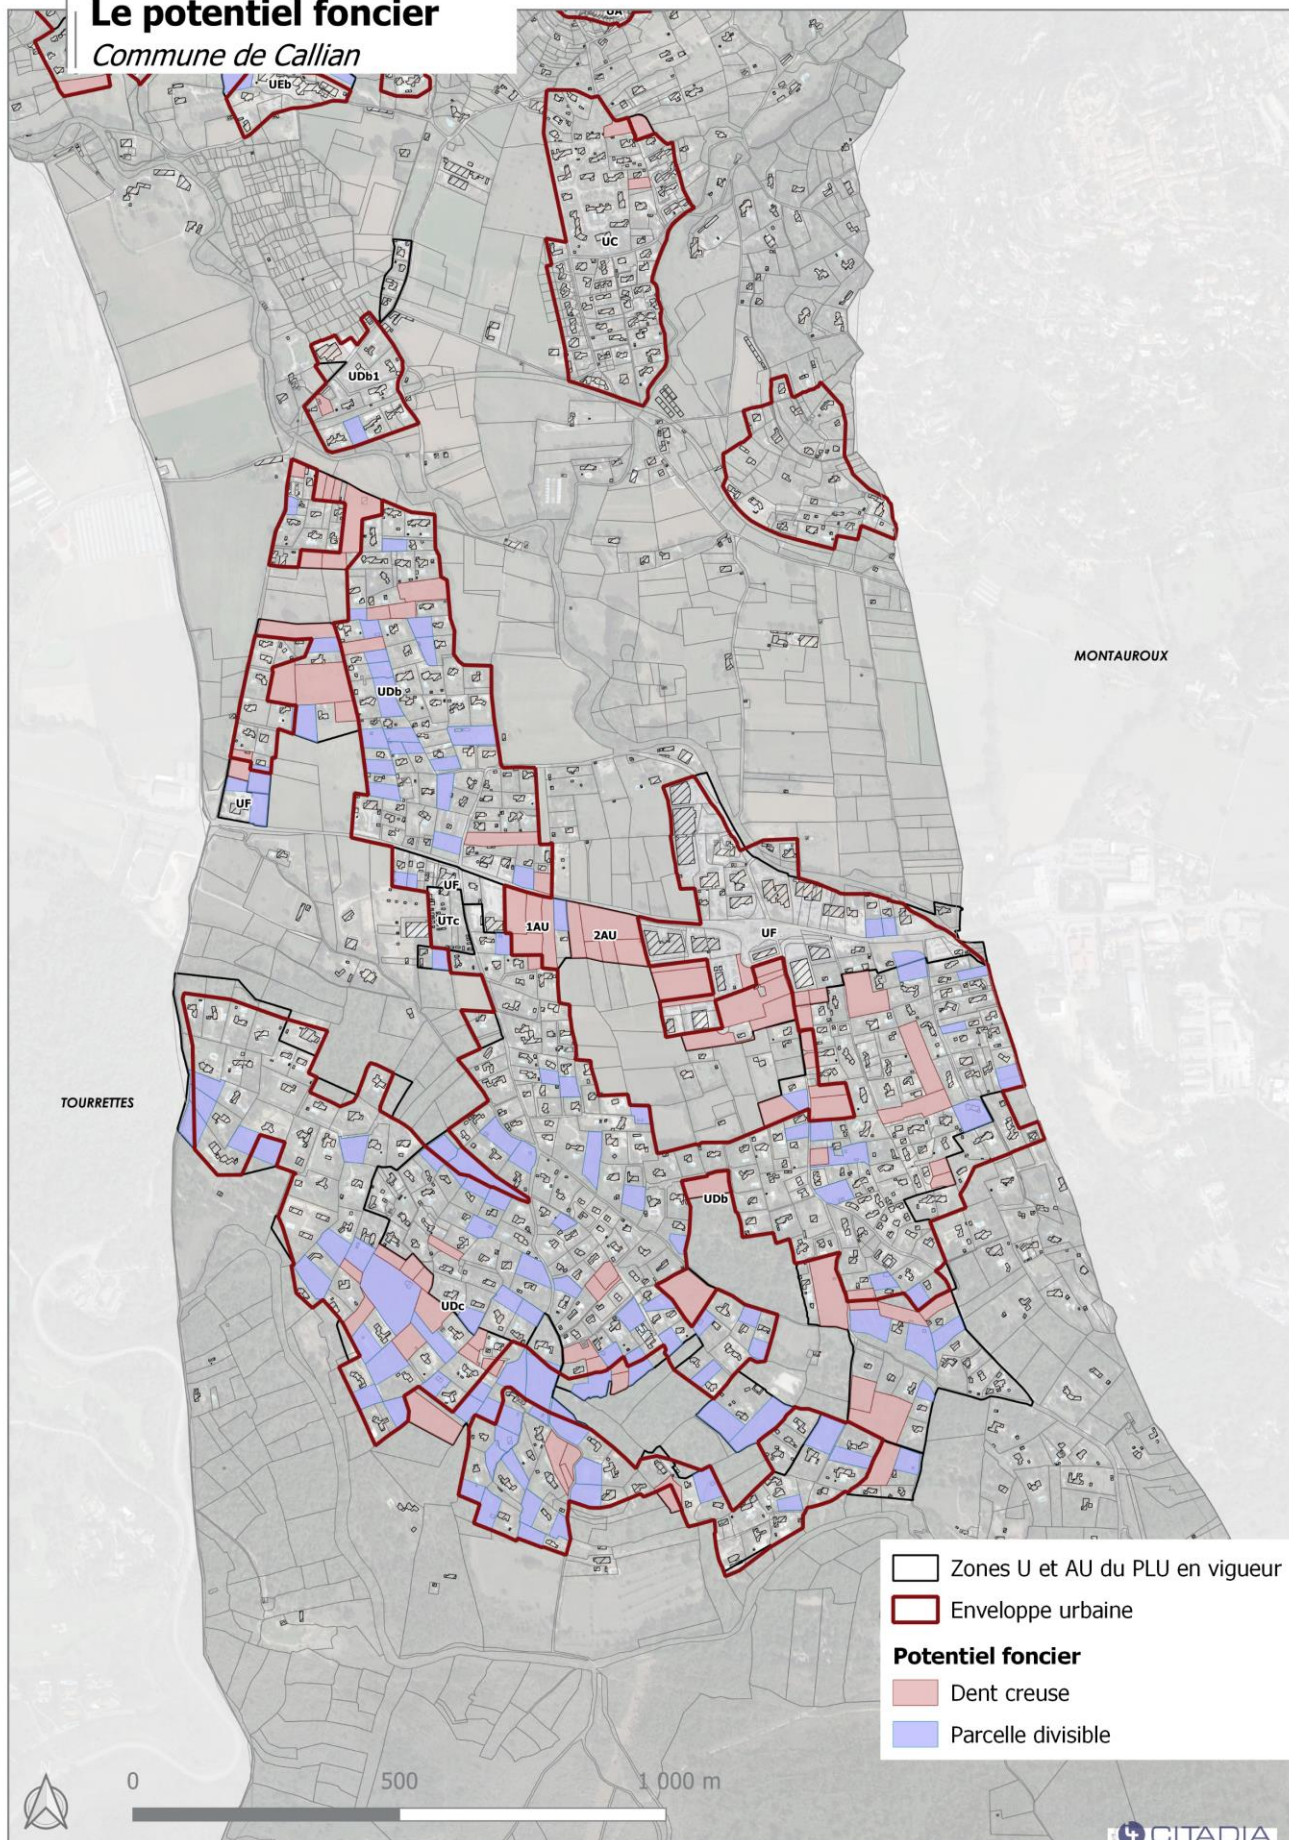 Le potentiel foncier
Commune de Callian
UA
UEb
UC
UDb1
MONTAUROUX
UDb
UF
UF
UTc
1AU
2AU
UF
TOURRETTES
UDb
UDc
Zones U et AU du PLU en vigueur
Enveloppe urbaine
Potentiel foncier
Dent creuse
Parcelle divisible
0 500 1 000 m
CITADIA